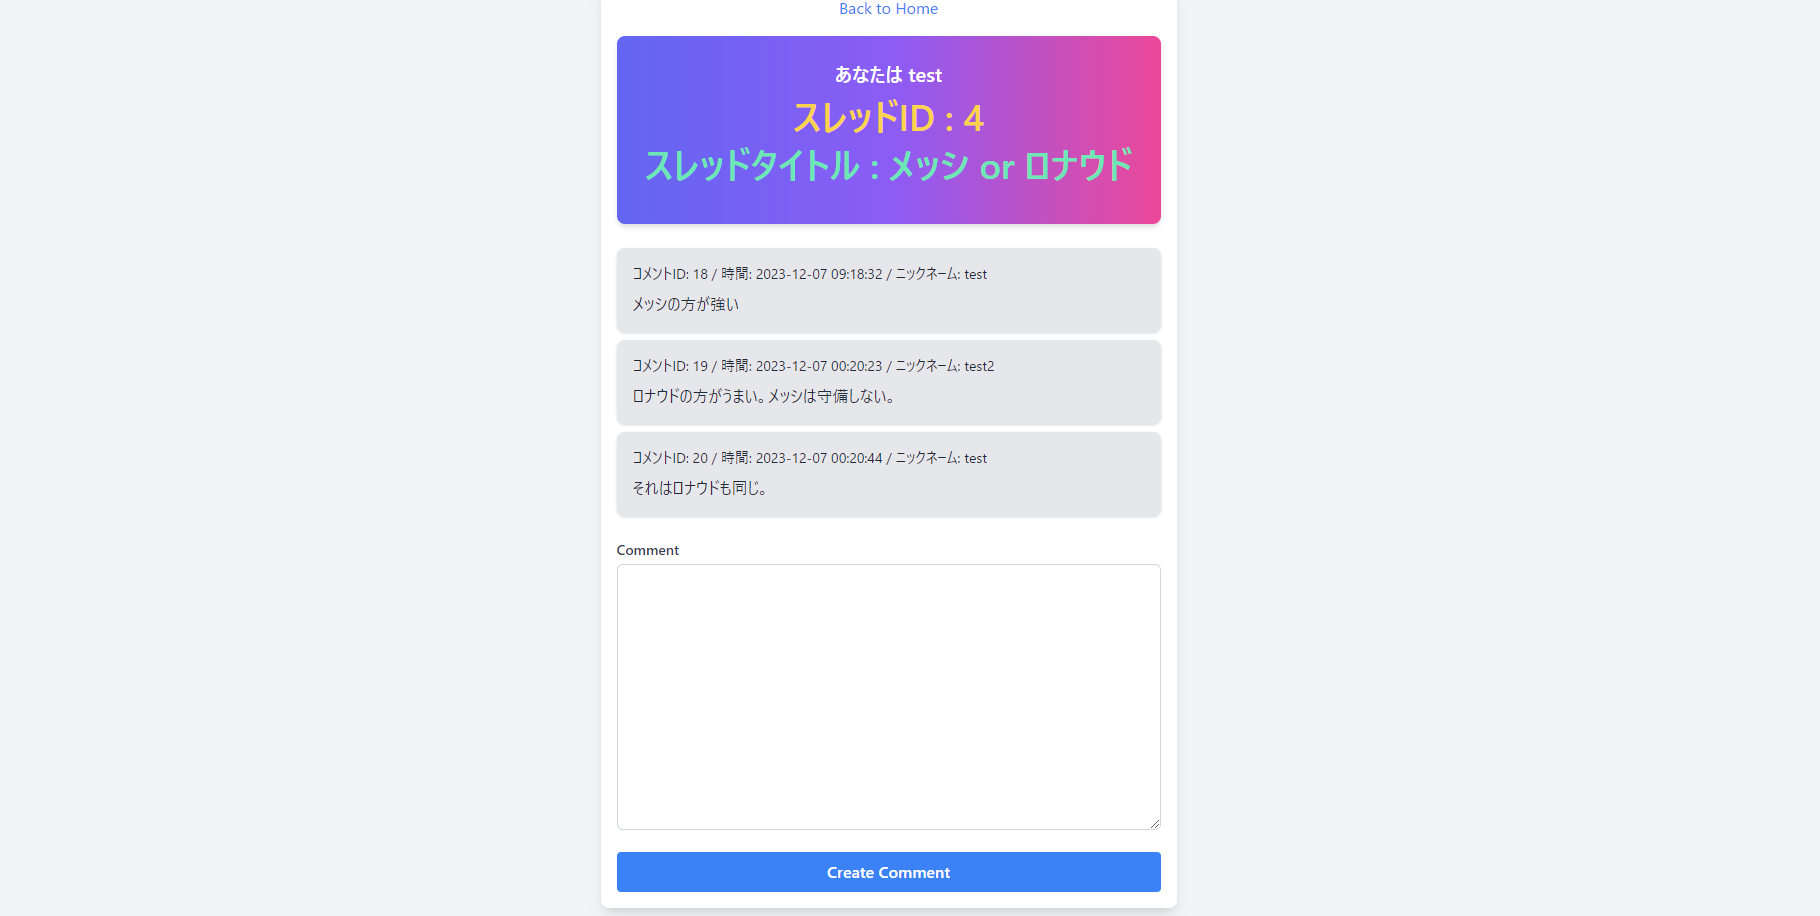 Back to Home
あなたは test
スレッドID : 4
スレッドタイトル : メッシ or ロナウド
コメントID: 18 / 時間: 2023-12-07 09:18:32 / ニックネーム: test
メッシの方が強い
コメントID: 19 / 時間: 2023-12-07 00:20:23 / ニックネーム: test2
ロナウドの方がうまい。メッシは守備しない。
コメントID: 20 / 時間: 2023-12-07 00:20:44 / ニックネーム: test
それはロナウドも同じ。
Comment
Create Comment